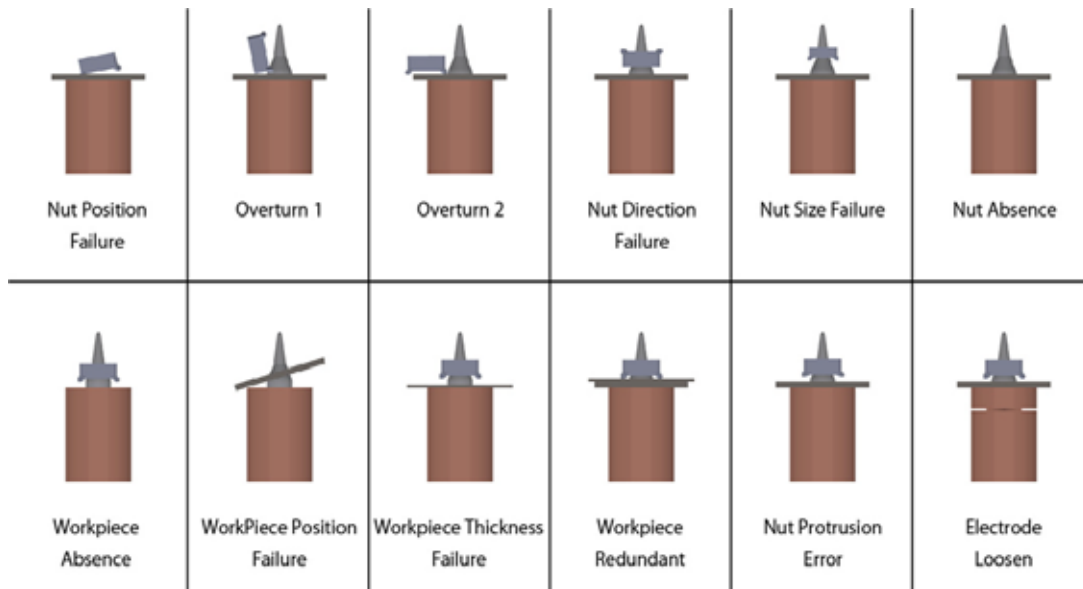 Nut Position
Failure
Overturn 1
Overturn 2
Nut Direction
Failure
Nut Size Failure
Nut Absence
Workpiece
Absence
WorkPiece Position
Failure
Workpiece Thickness
Failure
Workpiece
Redundant
Nut Protrusion
Error
Electrode
Loosen